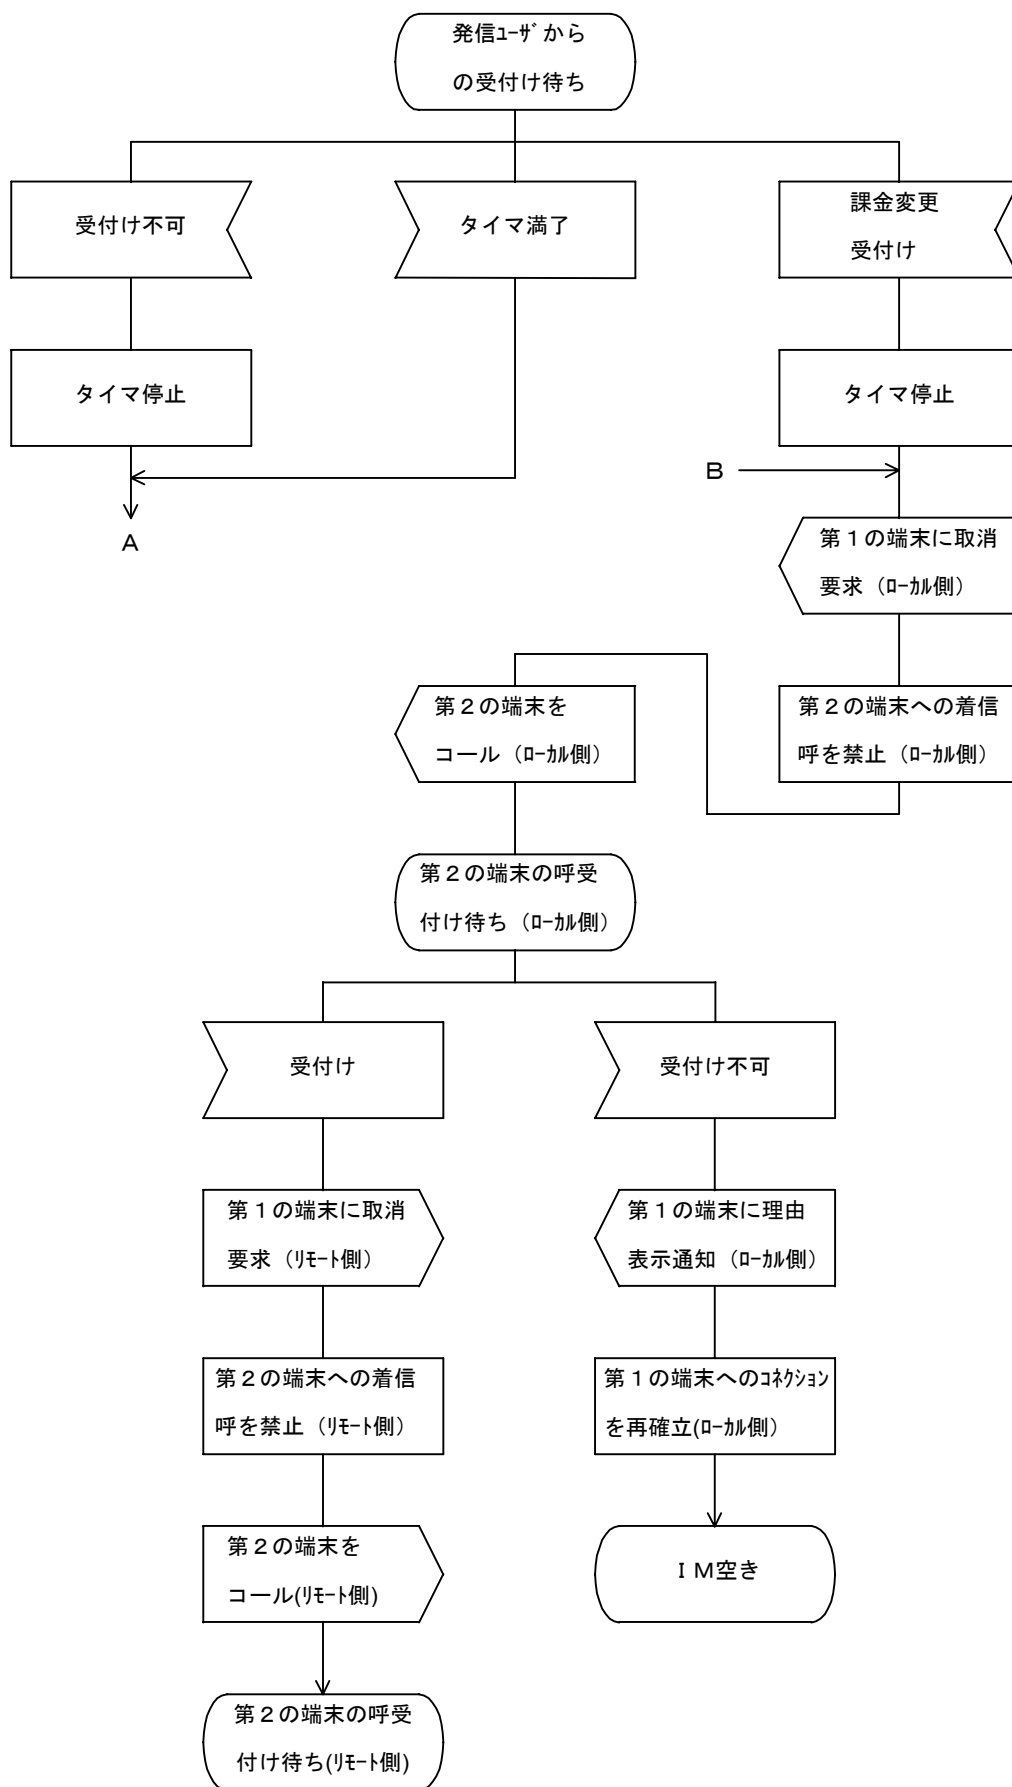 発信ﾕｰｻﾞから
の受付け待ち
受付け不可
タイマ満了
課金変更
受付け
タイマ停止
タイマ停止
B
A
第１の端末に取消
要求（ﾛｰｶﾙ側）
第２の端末への着信
呼を禁止（ﾛｰｶﾙ側）
第２の端末を
コール（ﾛｰｶﾙ側）
第２の端末の呼受
付け待ち（ﾛｰｶﾙ側）
受付け
受付け不可
第１の端末に取消
要求（ﾘﾓｰﾄ側）
第１の端末に理由
表示通知（ﾛｰｶﾙ側）
第２の端末への着信
呼を禁止（ﾘﾓｰﾄ側）
第１の端末へのｺﾈｸｼｮﾝ
を再確立(ﾛｰｶﾙ側）
第２の端末を
コール(ﾘﾓｰﾄ側)
ＩＭ空き
第２の端末の呼受
付け待ち(ﾘﾓｰﾄ側)